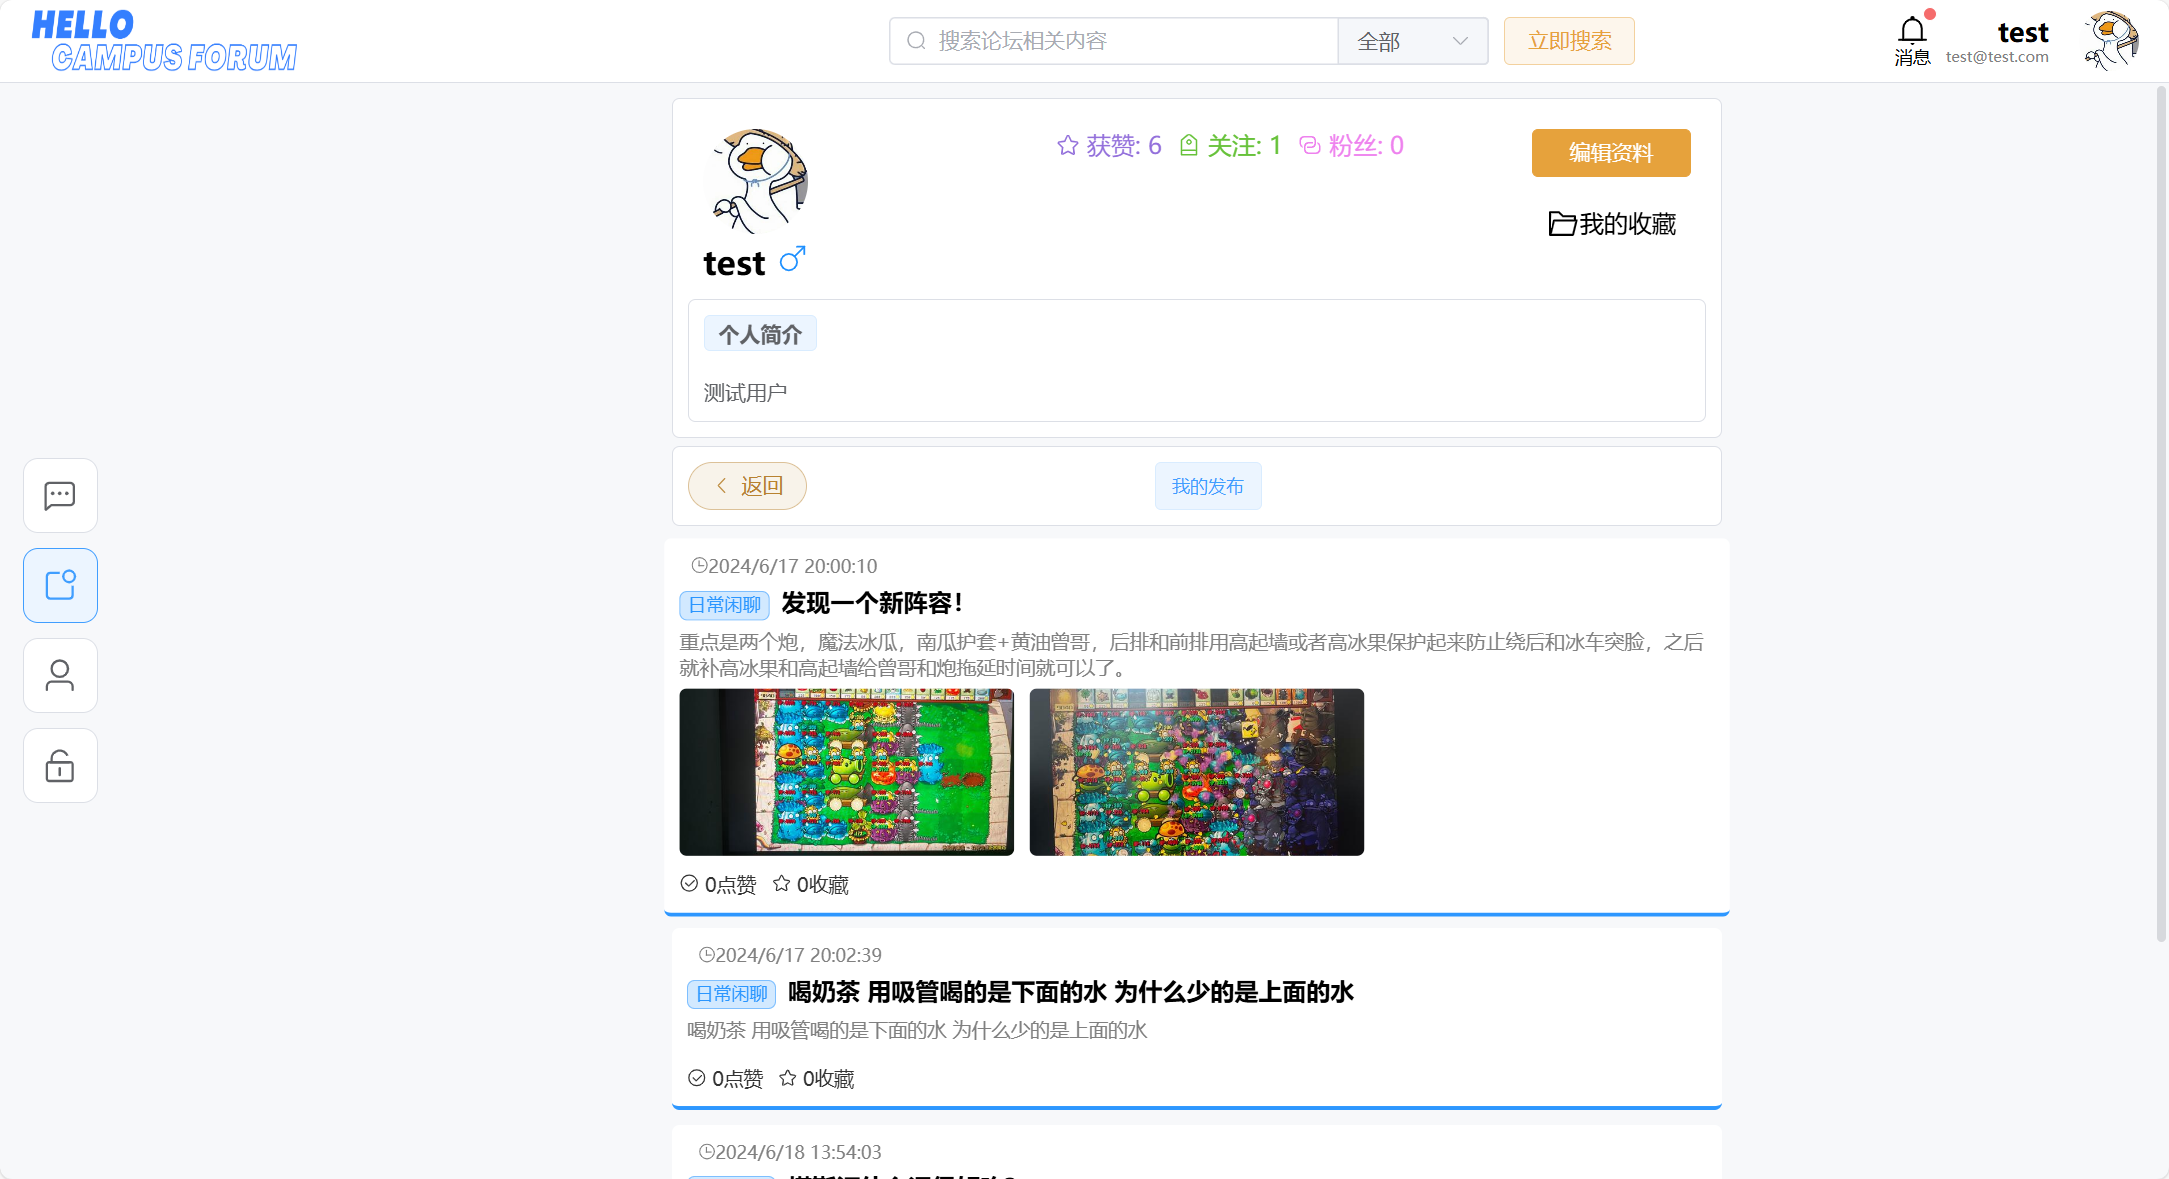 HELLO
CAMPUS FORUM
搜索论坛相关内容
全部
立即搜索
消息
test
test@test.com
获赞: 6
关注: 1
粉丝: 0
编辑资料
我的收藏
test
个人简介
测试用户
返回
我的发布
2024/6/17 20:00:10
日常闲聊 发现一个新阵容！
重点是两个炮，魔法冰瓜，南瓜护套+黄油曾哥，后排和前排用高起墙或者高冰果保护起来防止绕后和冰车突脸，之后
就补高冰果和高起墙给曾哥和炮拖延时间就可以了。
0点赞 0收藏
2024/6/17 20:02:39
日常闲聊 喝奶茶 用吸管喝的是下面的水 为什么少的是上面的水
喝奶茶 用吸管喝的是下面的水 为什么少的是上面的水
0点赞 0收藏
2024/6/18 13:54:03